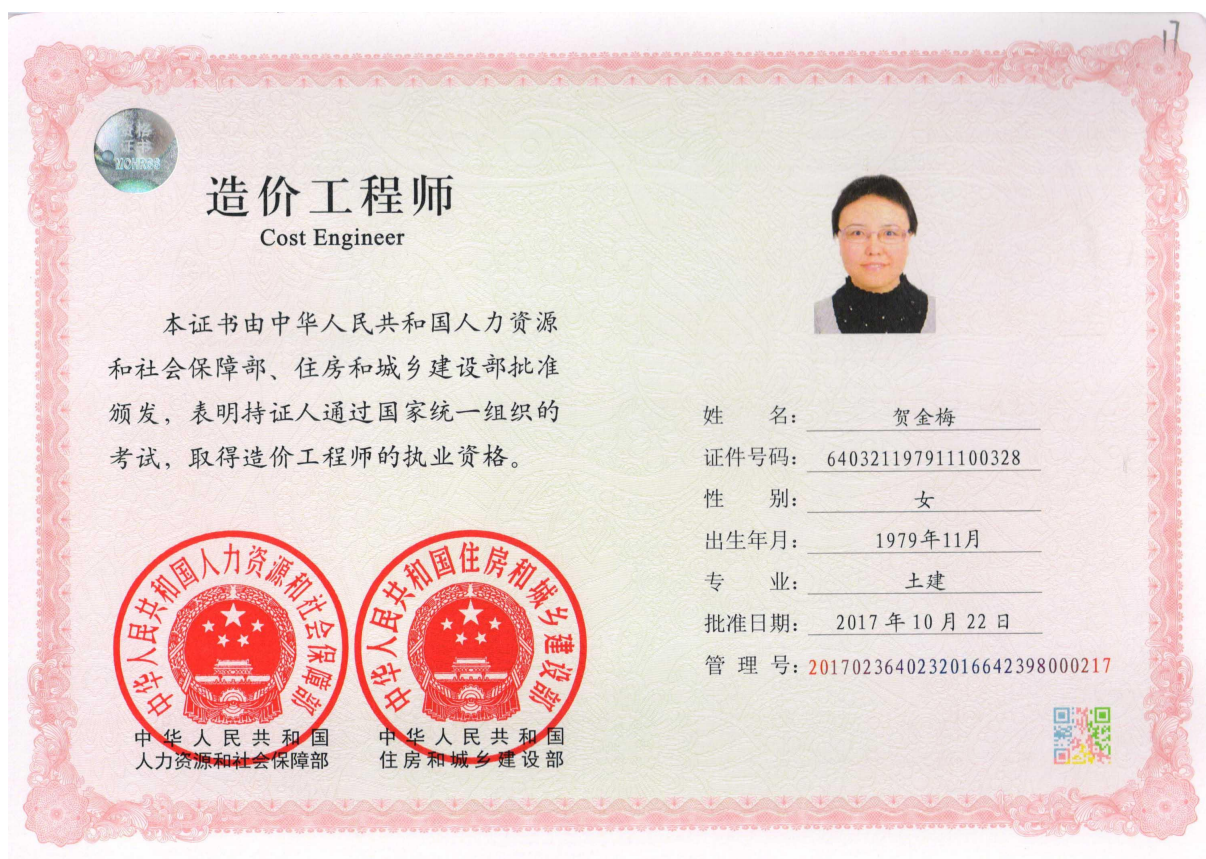 17
资格
证书
MOHRSS
造价工程师
Cost Engineer
本证书由中华人民共和国人力资源
和社会保障部、住房和城乡建设部批准
颁发，表明持证人通过国家统一组织的
考试，取得造价工程师的执业资格。
中华人民共和国人力资源和社会保障部
中华人民共和国住房和城乡建设部
中华人民共和国
人力资源和社会保障部
中华人民共和国
住房和城乡建设部
姓 名：贺金梅
证件号码：640321197911100328
性 别：女
出生年月：1979年11月
专 业：土建
批准日期：2017 年 10 月 22 日
管 理 号：2017023640232016642398000217